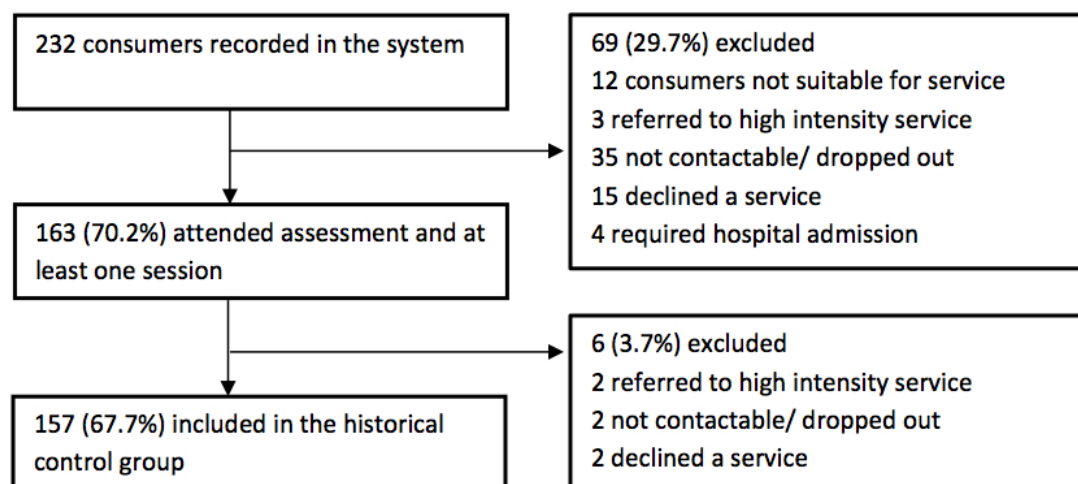 232 consumers recorded in the system
69 (29.7%) excluded
12 consumers not suitable for service
3 referred to high intensity service
35 not contactable/ dropped out
15 declined a service
4 required hospital admission
163 (70.2%) attended assessment and at
least one session
6 (3.7%) excluded
2 referred to high intensity service
2 not contactable/ dropped out
2 declined a service
157 (67.7%) included in the historical
control group